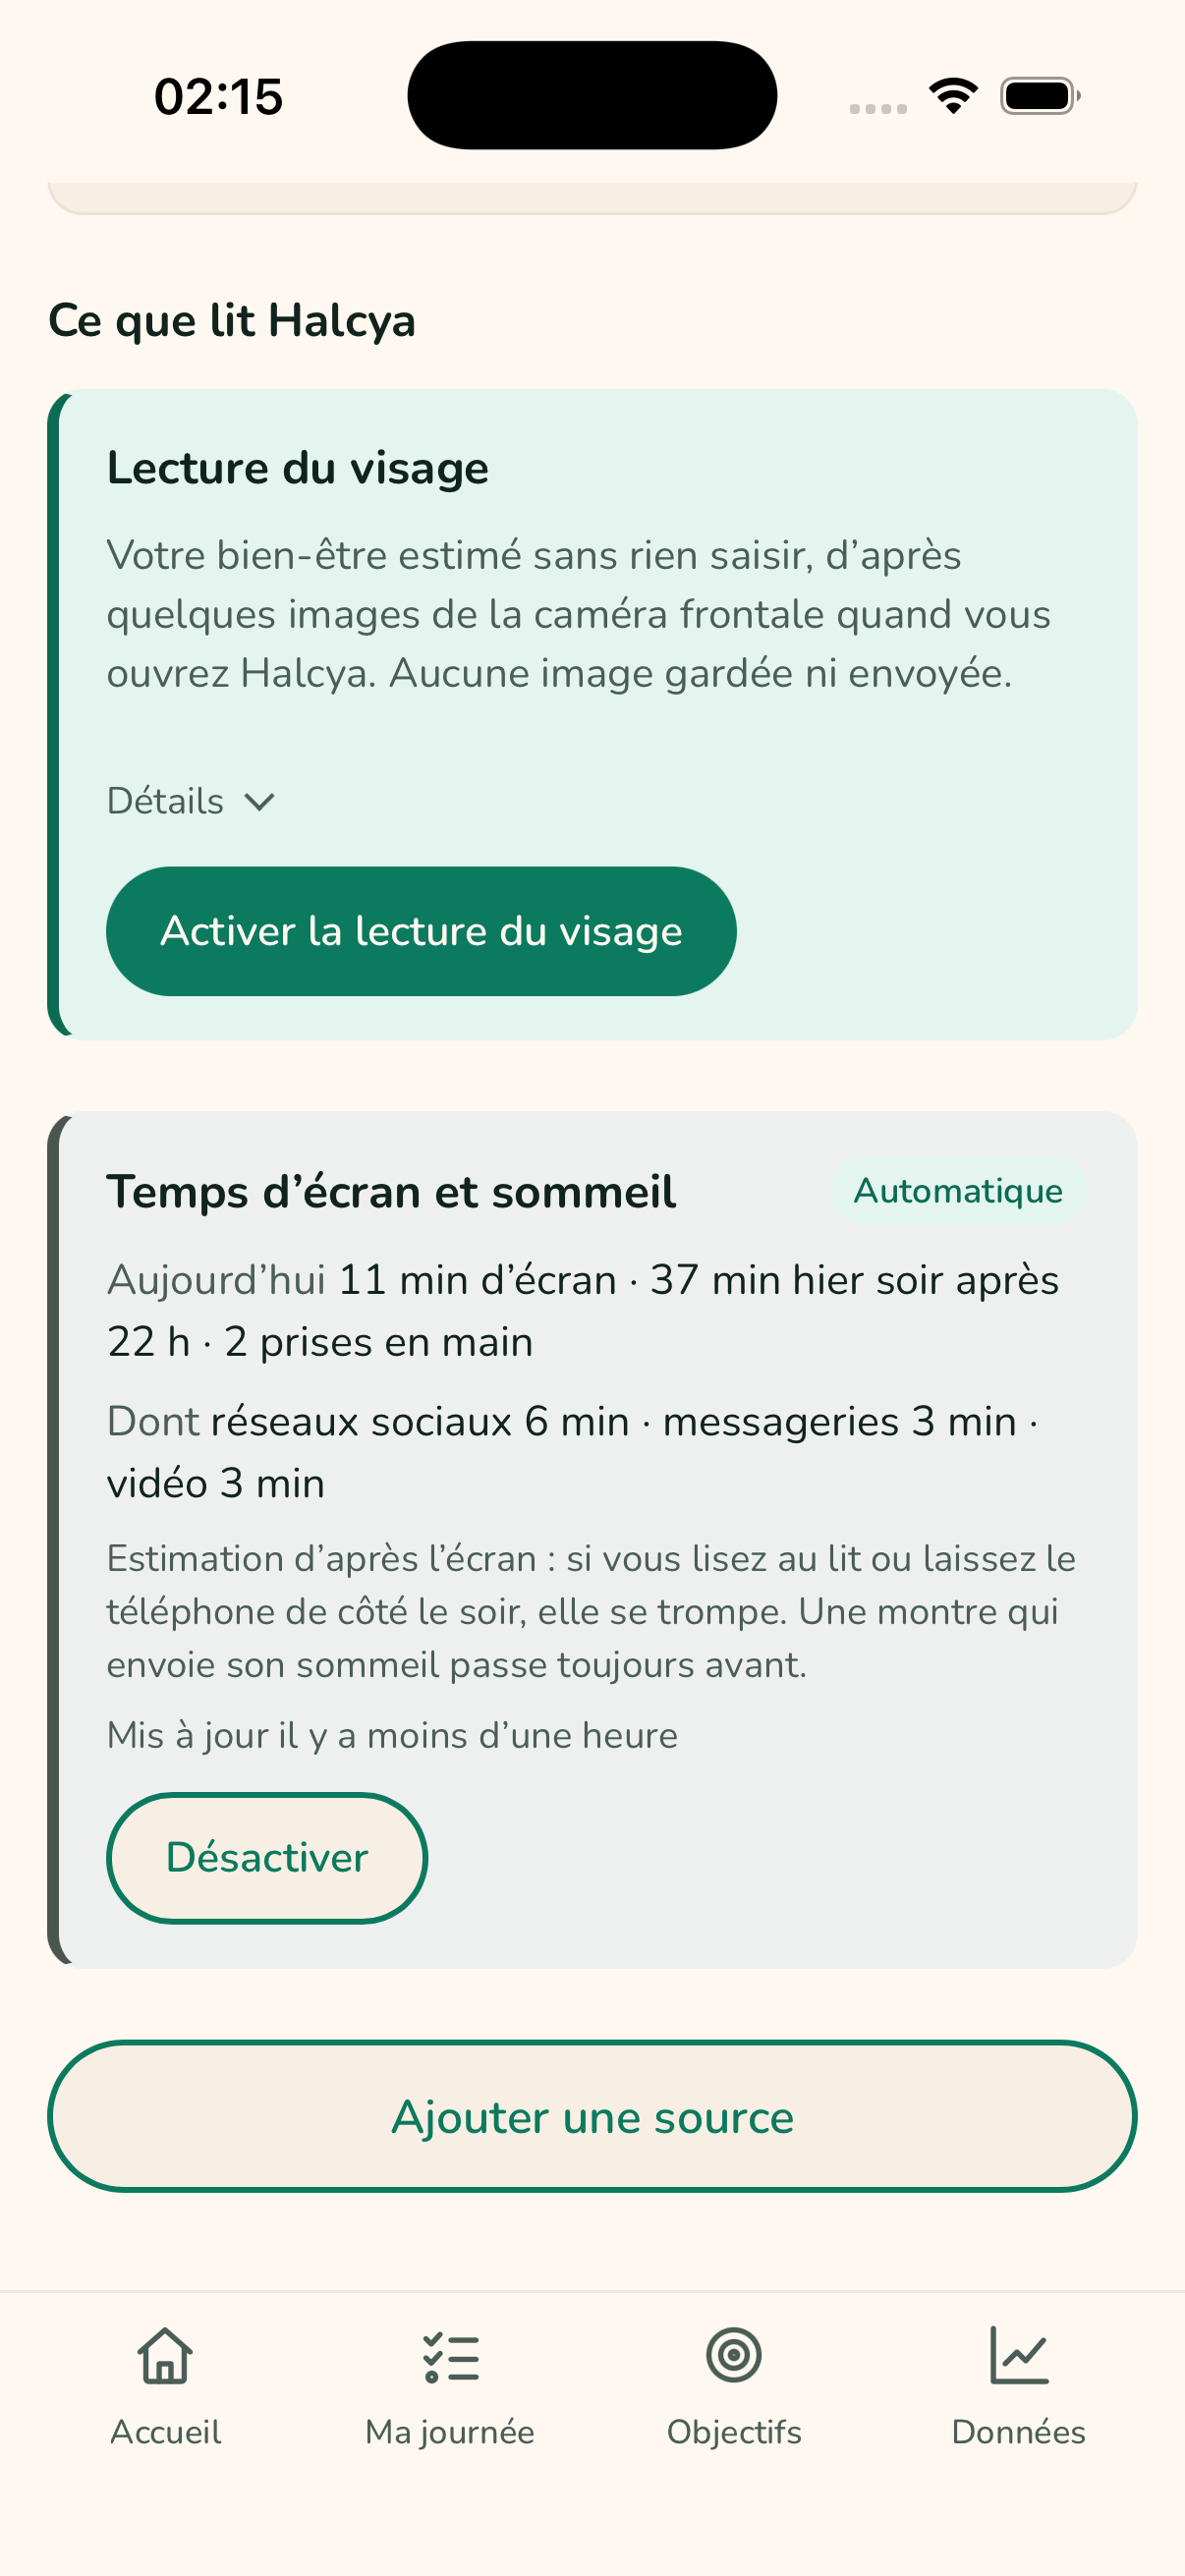 02:15
Ce que lit Halcya
Lecture du visage
Votre bien-être estimé sans rien saisir, d’après
quelques images de la caméra frontale quand vous
ouvrez Halcya. Aucune image gardée ni envoyée.
Détails
Activer la lecture du visage
Temps d’écran et sommeil
Automatique
Aujourd’hui 11 min d’écran · 37 min hier soir après
22 h · 2 prises en main
Dont réseaux sociaux 6 min · messageries 3 min ·
vidéo 3 min
Estimation d’après l’écran : si vous lisez au lit ou laissez le
téléphone de côté le soir, elle se trompe. Une montre qui
envoie son sommeil passe toujours avant.
Mis à jour il y a moins d’une heure
Désactiver
Ajouter une source
Accueil
Ma journée
Objectifs
Données